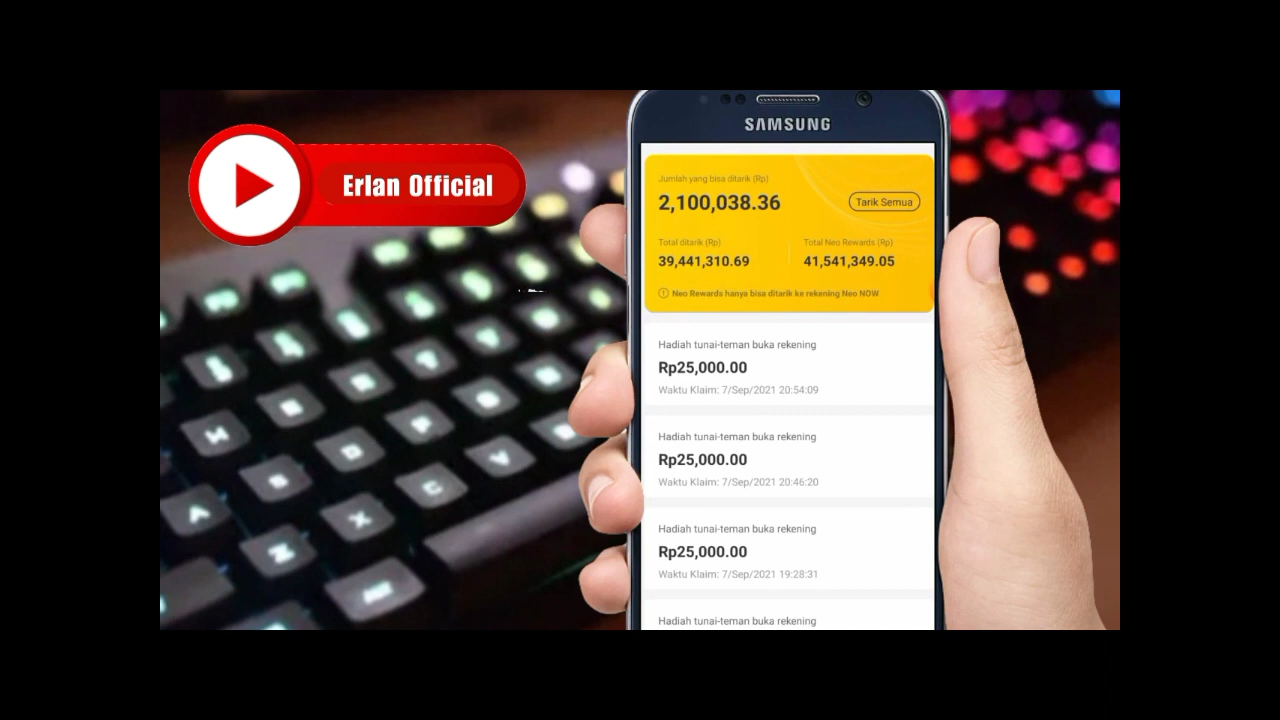 Erlan Official
SAMSUNG
Jumlah yang bisa ditarik (Rp)
2,100,038.36
Tarik Semua
Total ditarik (Rp)
Total Neo Rewards (Rp)
39,441,310.69
41,541,349.05
Neo Rewards hanya bisa ditarik ke rekening Neo NOW
Hadiah tunai-teman buka rekening
Rp25,000.00
Waktu Klaim: 7/Sep/2021 20:54:09
Hadiah tunai-teman buka rekening
Rp25,000.00
Waktu Klaim: 7/Sep/2021 20:46:20
Hadiah tunai-teman buka rekening
Rp25,000.00
Waktu Klaim: 7/Sep/2021 19:28:31
Hadiah tunai-teman buka rekening
A
Z
X
C
V